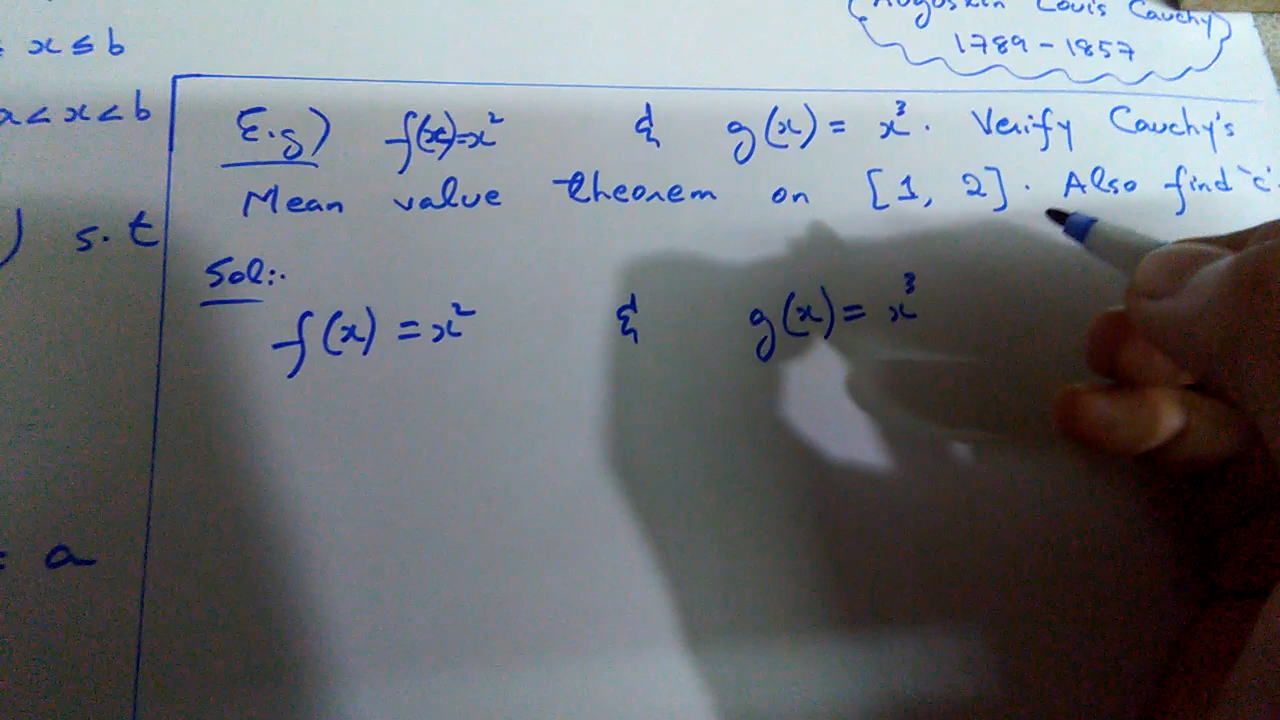 x ≤ b
a < x < b
) s.t
= a
Louis Cauchy
1789 - 1857
E.g) f(x)=x² & g(x) = x³. Verify Cauchy's
Mean value theorem on [1, 2]. Also find 'c'
Sol:.
f(x) = x² & g(x) = x³